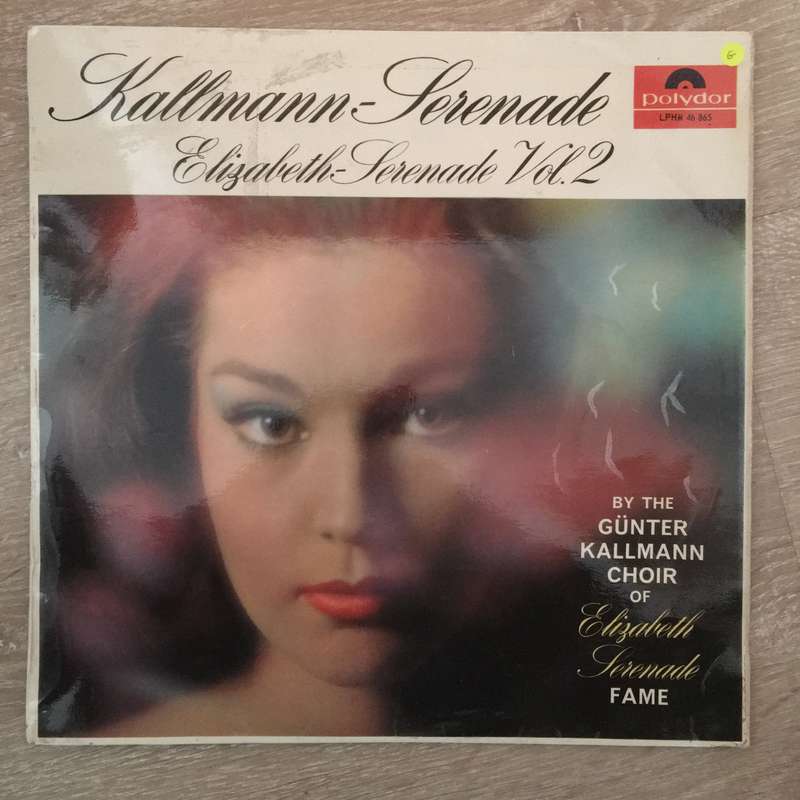 Kallmann-Serenade
Elizabeth-Serenade Vol. 2
G
polydor
LPHM 46 865
BY THE
GÜNTER
KALLMANN
CHOIR
OF
Elizabeth
Serenade
FAME